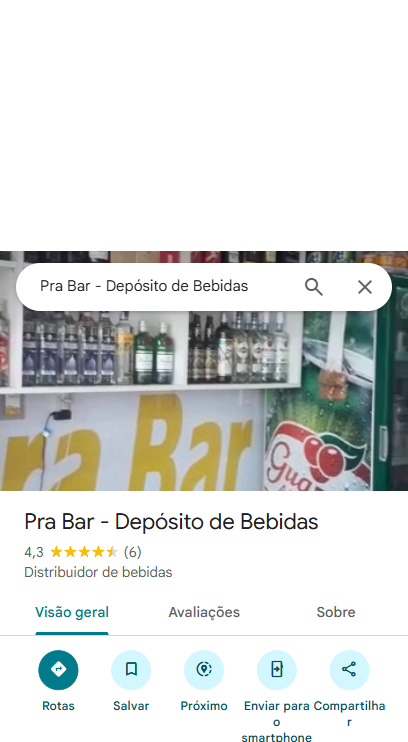 Pra Bar - Depósito de Bebidas
ra Bar
Gua
Pra Bar - Depósito de Bebidas
4,3 (6)
Distribuidor de bebidas
Visão geral Avaliações Sobre
Rotas Salvar Próximo Enviar para o smartphone Compartilhar